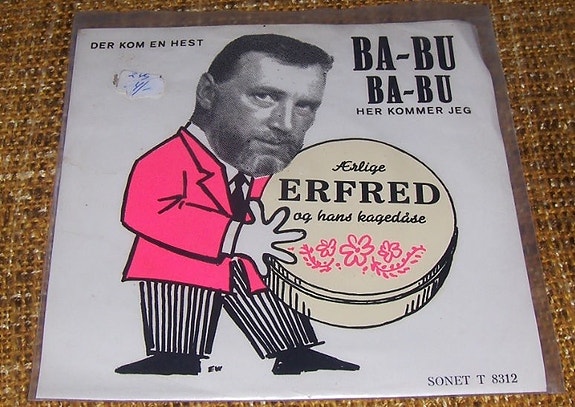 DER KOM EN HEST
BA-BU
BA-BU
HER KOMMER JEG
Ærlige
ERFRED
og hans kagedåse
EW
SONET T 8312